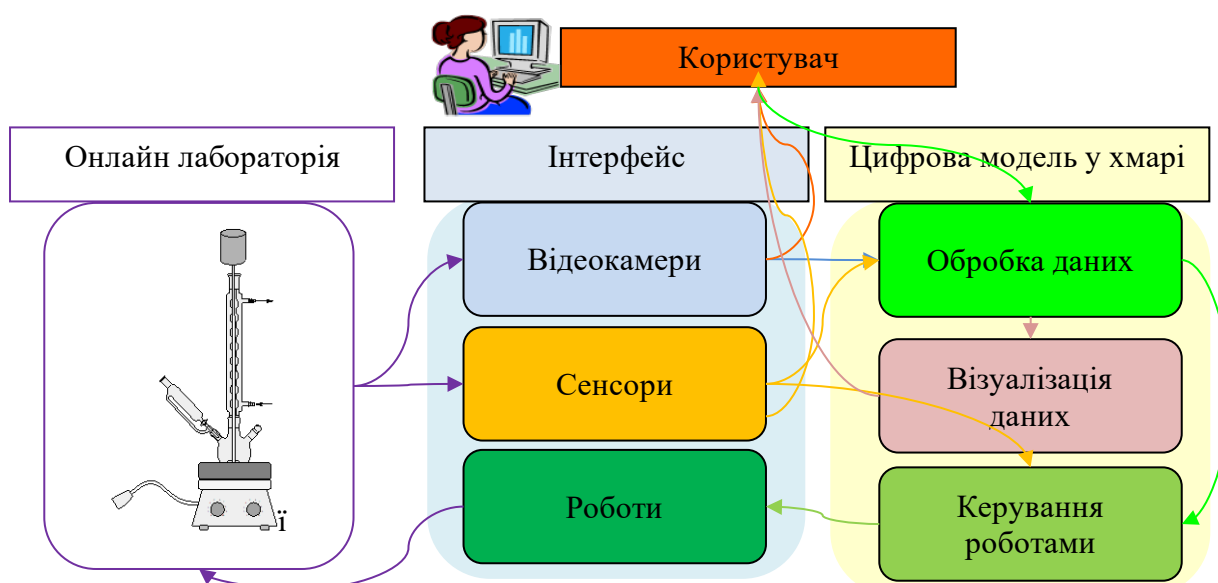 Користувач
Онлайн лабораторія
Інтерфейс
Цифрова модель у хмарі
Відеокамери
Обробка даних
Сенсори
Візуалізація
даних
Роботи
Керування
роботами
ї